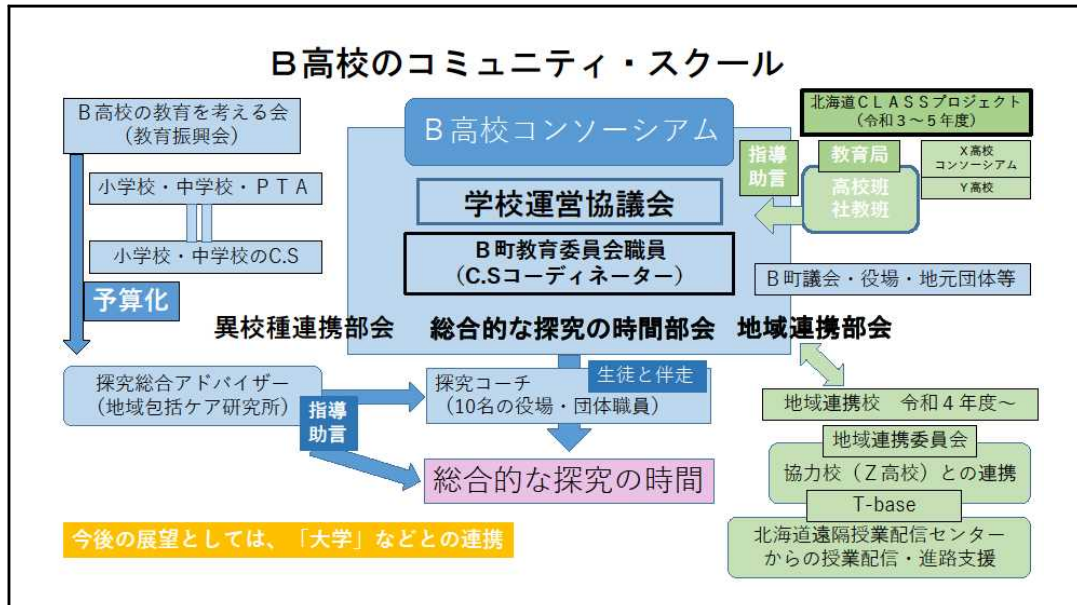 B高校のコミュニティ・スクール
B高校の教育を考える会
(教育振興会)
小学校・中学校・PTA
小学校・中学校のC.S
予算化
B高校コンソーシアム
学校運営協議会
B町教育委員会職員
(C.Sコーディネーター)
北海道CLASSプロジェクト
(令和3～5年度)
指導
助言
教育局
高校班
社教班
X高校
コンソーシアム
Y高校
B町議会・役場・地元団体等
異校種連携部会
総合的な探究の時間部会
地域連携部会
探究総合アドバイザー
(地域包括ケア研究所)
指導
助言
生徒と伴走
探究コーチ
(10名の役場・団体職員)
総合的な探究の時間
地域連携校 令和4年度～
地域連携委員会
協力校(Z高校)との連携
T-base
北海道遠隔授業配信センター
からの授業配信・進路支援
今後の展望としては、「大学」などとの連携